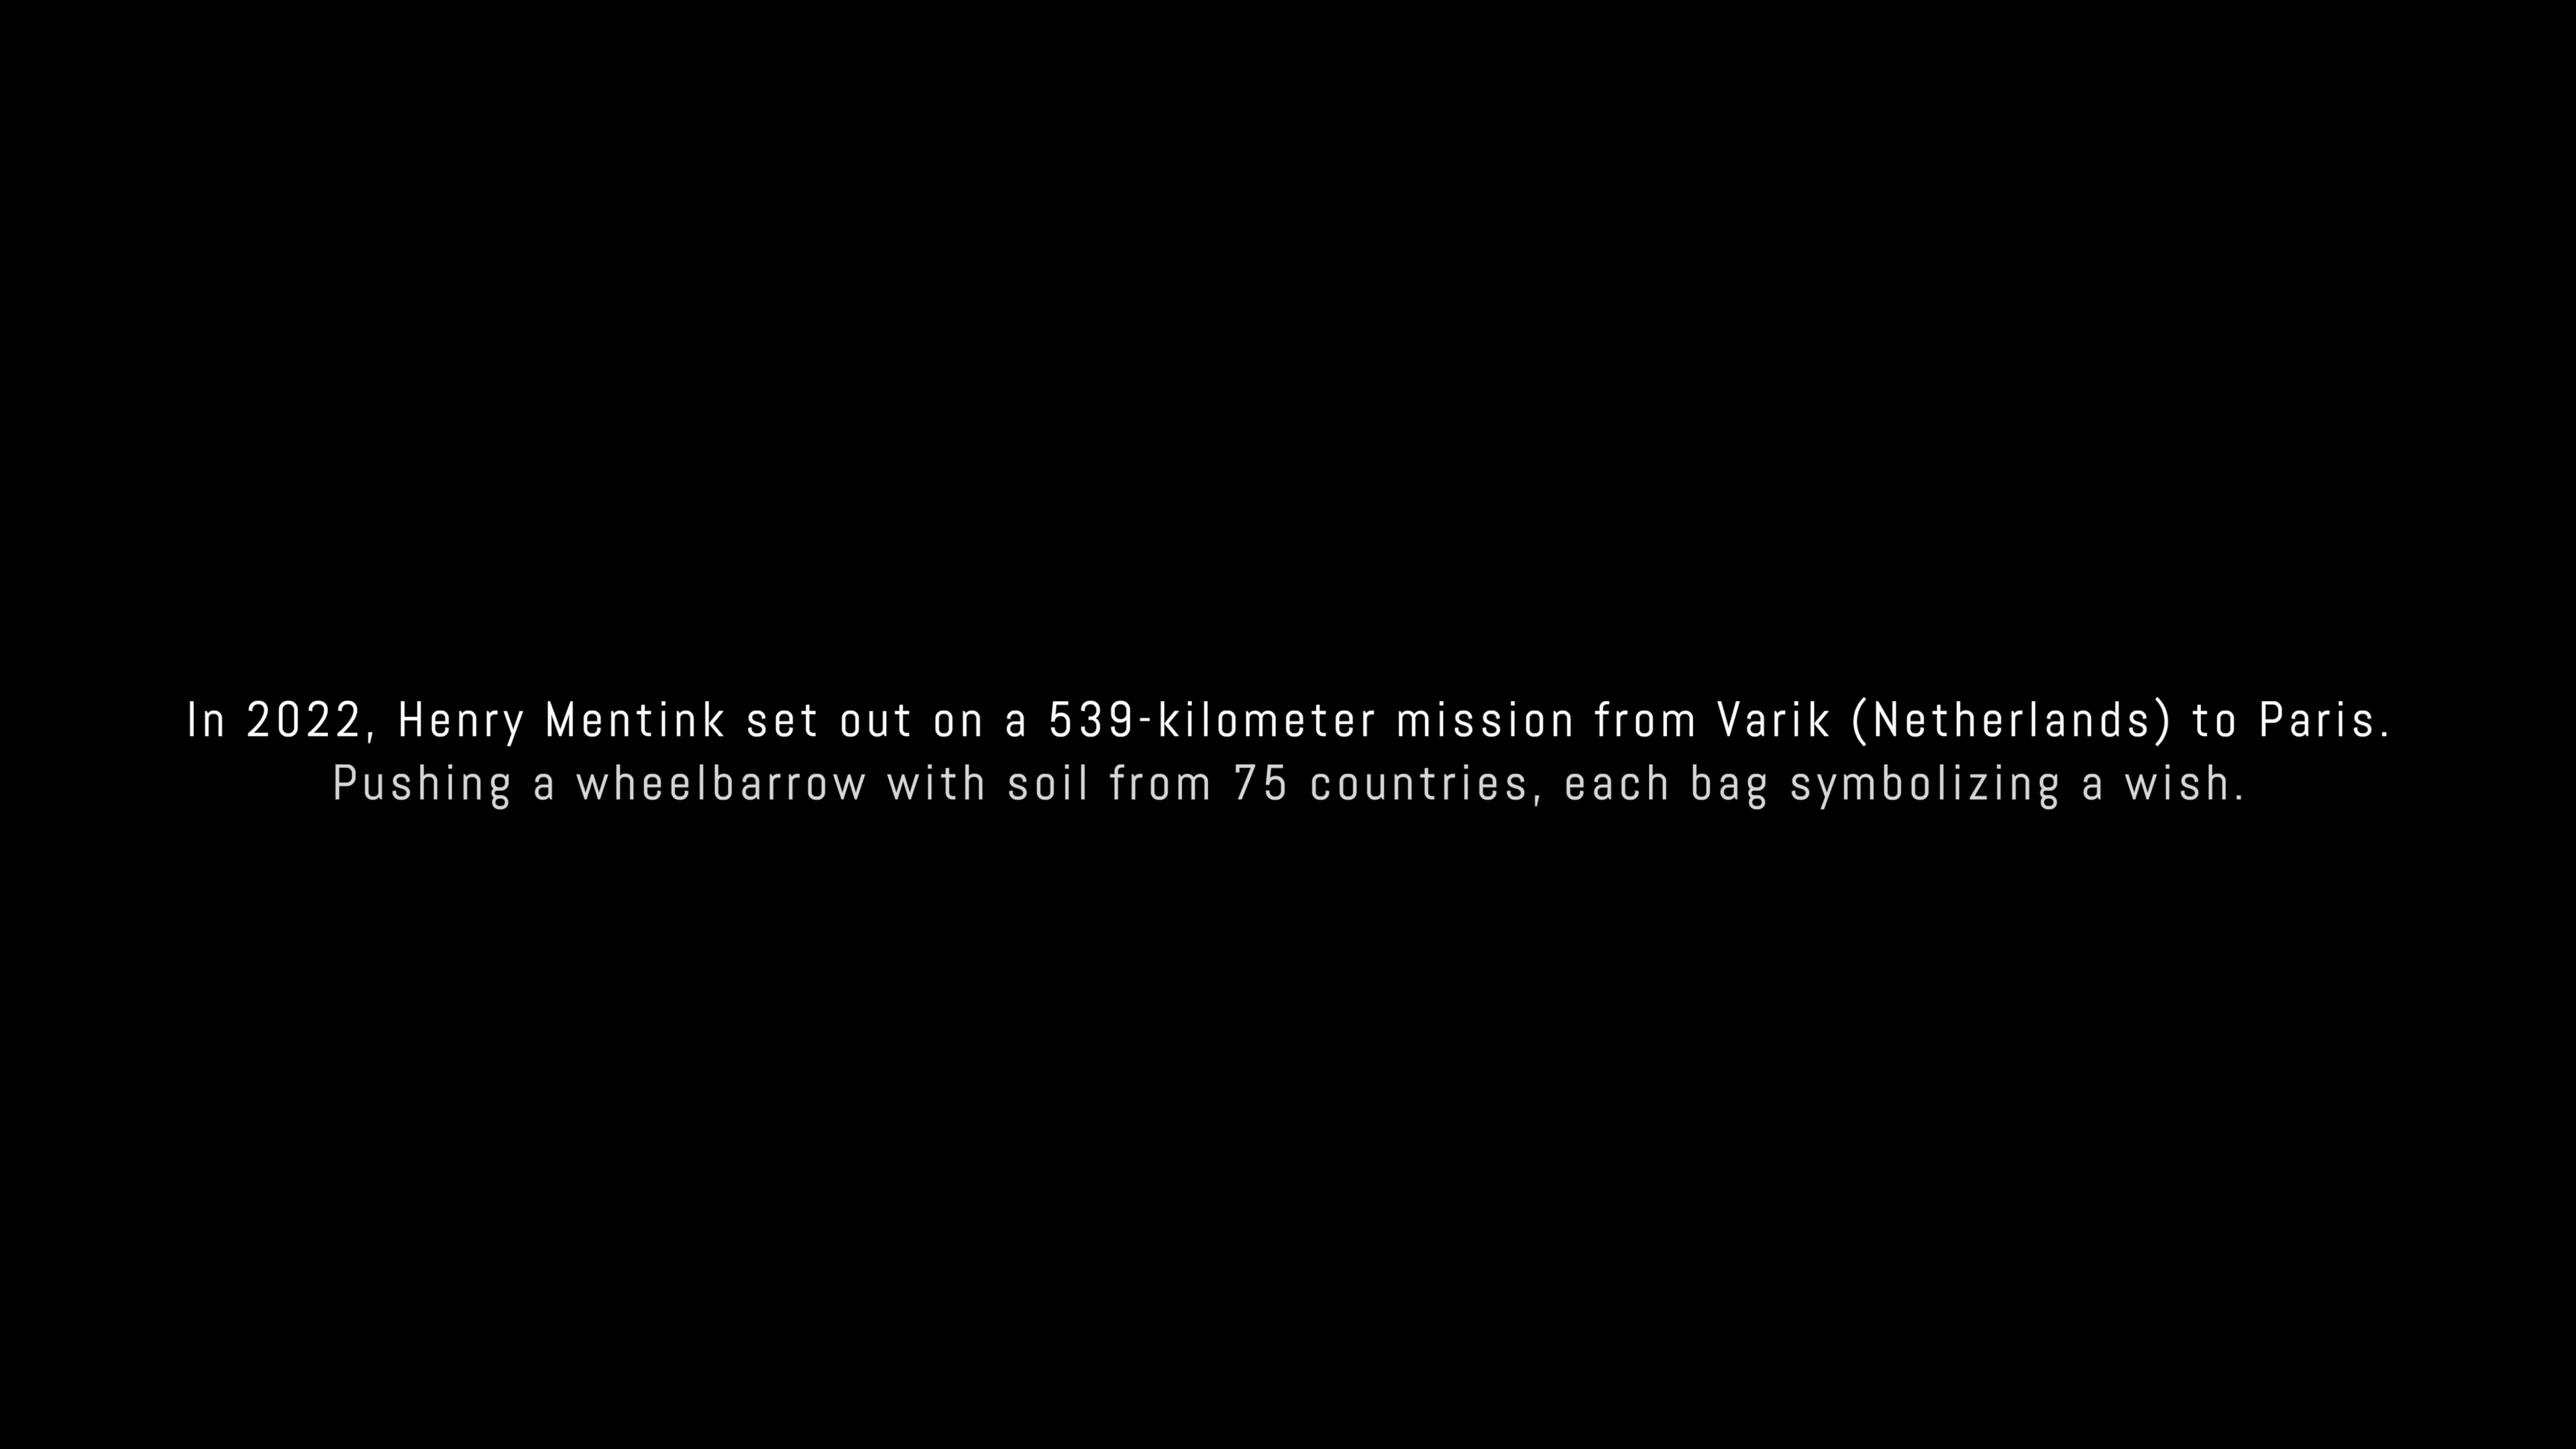 In 2022, Henry Mentink set out on a 539-kilometer mission from Varik (Netherlands) to Paris.
Pushing a wheelbarrow with soil from 75 countries, each bag symbolizing a wish.